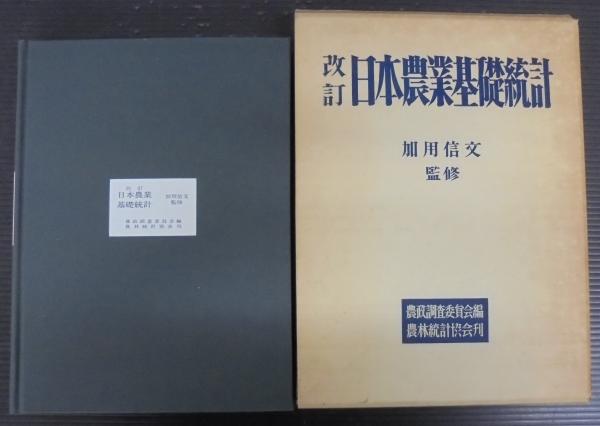 改訂
日本農業
基礎統計
加用信文
監修
農政調査委員会編
農林統計協会刊
改訂
日本農業基礎統計
加用信文
監修
農政調査委員会編
農林統計協会刊